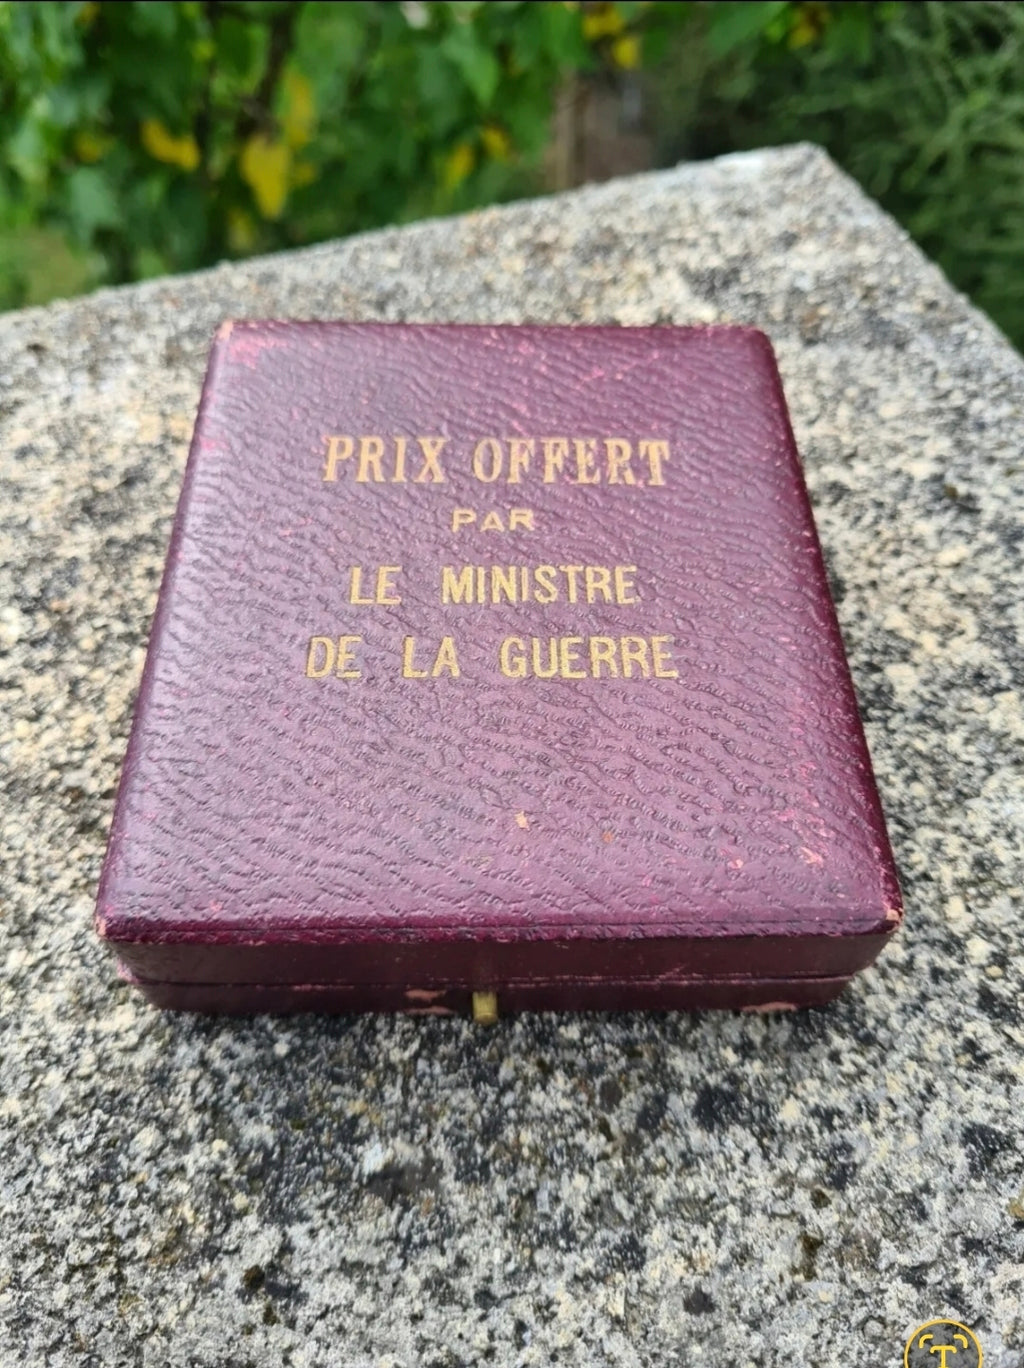 PRIX OFFERT
PAR
LE MINISTRE
DE LA GUERRE
T